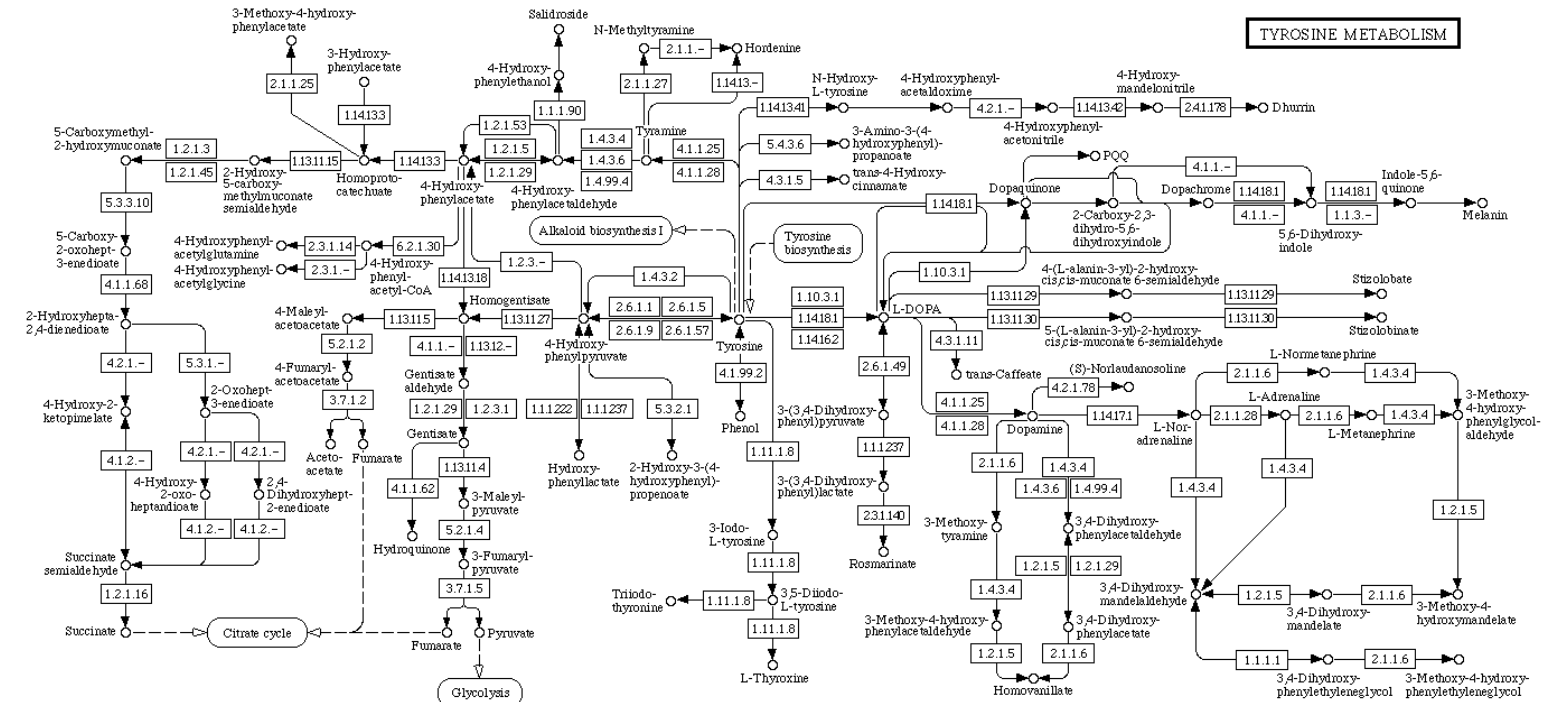 TYROSINE METABOLISM
3-Methoxy-4-hydroxy-
phenylacetate
3-Hydroxy-
phenylacetate
Salidroside
4-Hydroxy-
phenylethanol
N-Methyltyramine
2.1.1.-
Hordenine
2.1.1.25
1.14.13.3
1.1.1.90
2.1.1.27
1.14.13.-
1.14.13.41
N-Hydroxy-
L-tyrosine
4-Hydroxyphenyl-
acetaldoxime
4.2.1.-
4-Hydroxyphenyl-
acetonitrile
1.14.13.42
4-Hydroxy-
mandelonitrile
2.4.1.178
Dhurrin
5-Carboxymethyl-
2-hydroxymuconate
1.2.1.3
1.2.1.45
2-Hydroxy-
5-carboxy-
methylmuconate
semialdehyde
1.13.11.15
Homoproto-
catechuate
1.14.13.3
4-Hydroxy-
phenylacetate
1.2.1.53
1.2.1.5
1.2.1.29
4-Hydroxy-
phenylacetaldehyde
1.4.3.4
1.4.3.6
1.4.99.4
Tyramine
4.1.1.25
4.1.1.28
5.4.3.6
3-Amino-3-(4-
hydroxyphenyl)-
propanoate
4.3.1.5
trans-4-Hydroxy-
cinnamate
PQQ
Dopaquinone
4.1.1.-
1.14.18.1
2-Carboxy-2,3-
dihydro-5,6-
dihydroxyindole
Dopachrome
1.14.18.1
4.1.1.-
5,6-Dihydroxy-
indole
1.14.18.1
1.1.3.-
Indole-5,6-
quinone
Melanin
5.3.3.10
5-Carboxy-
2-oxohept-
3-enedioate
4.1.1.68
4-Hydroxyphenyl-
acetylglutamine
2.3.1.14
6.2.1.30
4-Hydroxyphenyl-
acetylglycine
2.3.1.-
4-Hydroxy-
phenyl-
acetyl-CoA
1.14.13.18
1.2.3.-
Alkaloid biosynthesis I
Tyrosine
biosynthesis
1.4.3.2
1.10.3.1
2-Hydroxyhepta-
2,4-dienedioate
4-Maleyl-
acetoacetate
1.13.11.5
Homogentisate
1.13.11.27
4-Hydroxy-
phenylpyruvate
2.6.1.1
2.6.1.5
2.6.1.9
2.6.1.57
Tyrosine
1.10.3.1
1.14.18.1
1.14.16.2
L-DOPA
1.13.11.29
4-(L-alanin-3-yl)-2-hydroxy-
cis,cis-muconate 6-semialdehyde
1.13.11.29
Stizolobate
1.13.11.30
5-(L-alanin-3-yl)-2-hydroxy-
cis,cis-muconate 6-semialdehyde
1.13.11.30
Stizolobinate
4.2.1.-
5.3.1.-
2-Oxohept-
3-enedioate
4-Hydroxy-2-
ketopimelate
5.2.1.2
4-Fumaryl-
acetoacetate
3.7.1.2
Aceto-
acetate
Fumarate
4.1.1.-
1.13.12.-
Gentisate
aldehyde
1.2.1.29
1.2.3.1
Gentisate
1.1.1.222
1.1.1.237
5.3.2.1
Hydroxy-
phenyllactate
2-Hydroxy-3-(4-
hydroxyphenyl)-
propenoate
4.1.99.2
Phenol
1.11.1.8
2.6.1.49
3-(3,4-Dihydroxy-
phenyl)pyruvate
1.1.1.237
3-(3,4-Dihydroxy-
phenyl)lactate
2.3.1.140
Rosmarinate
4.3.1.11
trans-Caffeate
4.1.1.25
4.1.1.28
Dopamine
4.2.1.78
(S)-Norlaudanosoline
1.14.17.1
L-Nor-
adrenaline
2.1.1.6
L-Normetanephrine
1.4.3.4
2.1.1.28
L-Adrenaline
2.1.1.6
L-Metanephrine
1.4.3.4
3-Methoxy-
4-hydroxy-
phenylglycol-
aldehyde
4.1.2.-
4.2.1.-
4.2.1.-
4-Hydroxy-
2-oxo-
heptandioate
2,4-
Dihydroxyhept-
2-enedioate
4.1.2.-
4.1.2.-
4.1.1.62
Hydroquinone
1.13.11.4
3-Maleyl-
pyruvate
5.2.1.4
3-Fumaryl-
pyruvate
3.7.1.5
3-Iodo-
L-tyrosine
1.11.1.8
Triiodo-
thyronine
1.11.1.8
3,5-Diiodo-
L-tyrosine
1.11.1.8
L-Thyroxine
2.1.1.6
3-Methoxy-
tyramine
1.4.3.4
3-Methoxy-4-hydroxy-
phenylacetaldehyde
1.2.1.5
1.4.3.4
1.4.3.6
1.4.99.4
3,4-Dihydroxy-
phenylacetaldehyde
1.2.1.5
1.2.1.29
3,4-Dihydroxy-
phenylacetate
2.1.1.6
Homovanillate
1.4.3.4
1.4.3.4
1.2.1.5
3,4-Dihydroxy-
mandelaldehyde
1.2.1.5
3,4-Dihydroxy-
mandelate
2.1.1.6
3-Methoxy-4-
hydroxymandelate
1.1.1.1
3,4-Dihydroxy-
phenylethyleneglycol
2.1.1.6
3-Methoxy-4-hydroxy-
phenylethyleneglycol
Succinate
semialdehyde
1.2.1.16
Succinate
Citrate cycle
Fumarate
Pyruvate
Glycolysis